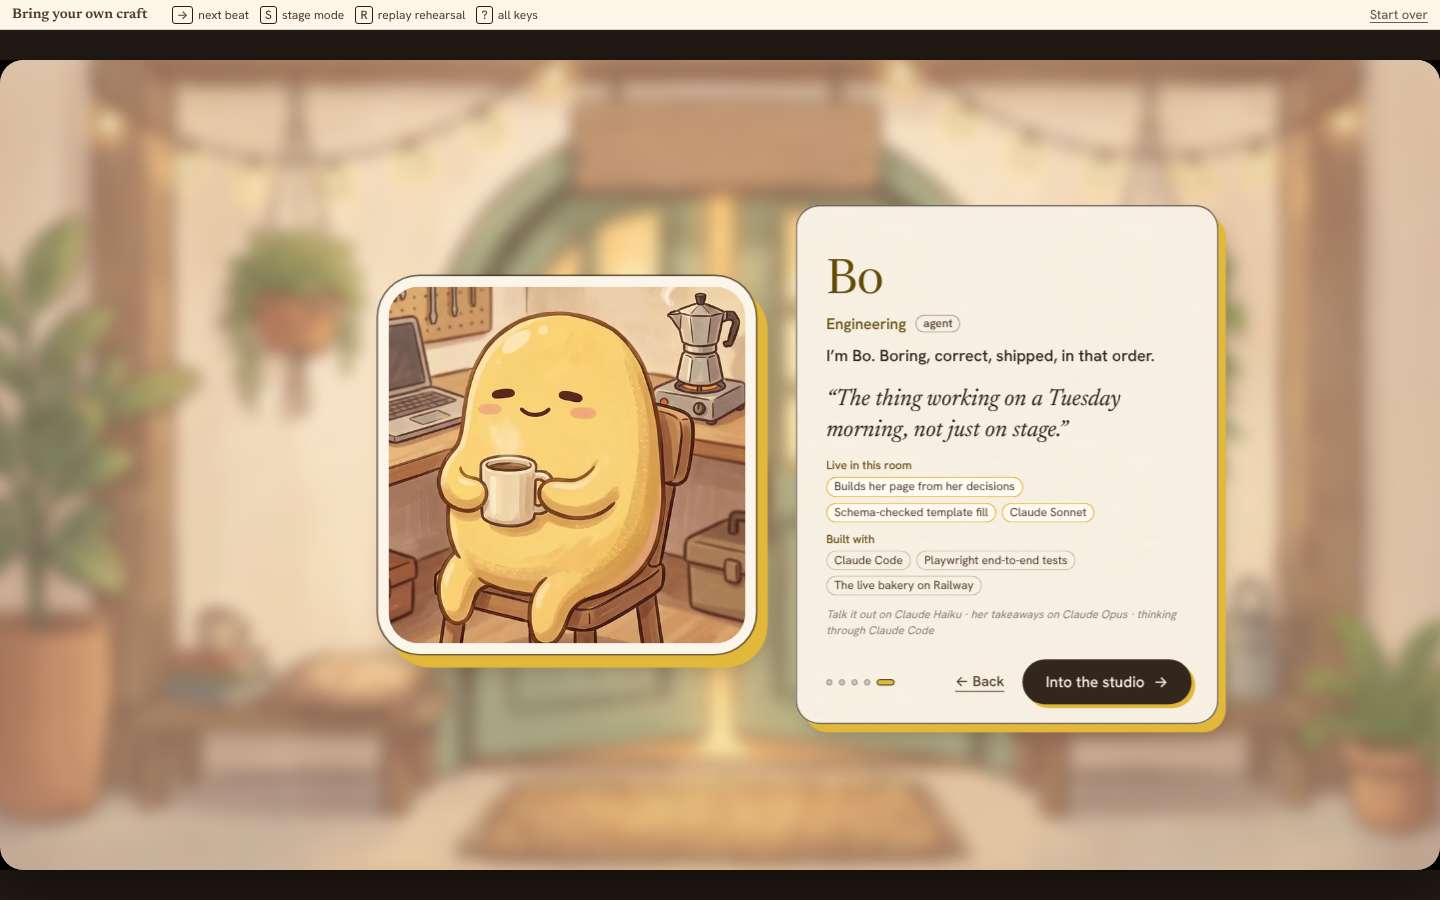 Bring your own craft → next beat S stage mode R replay rehearsal ? all keys Start over
Bo
Engineering agent
I'm Bo. Boring, correct, shipped, in that order.
“The thing working on a Tuesday
morning, not just on stage.”
Live in this room
Builds her page from her decisions
Schema-checked template fill Claude Sonnet
Built with
Claude Code Playwright end-to-end tests
The live bakery on Railway
Talk it out on Claude Haiku · her takeaways on Claude Opus · thinking
through Claude Code
← Back Into the studio →